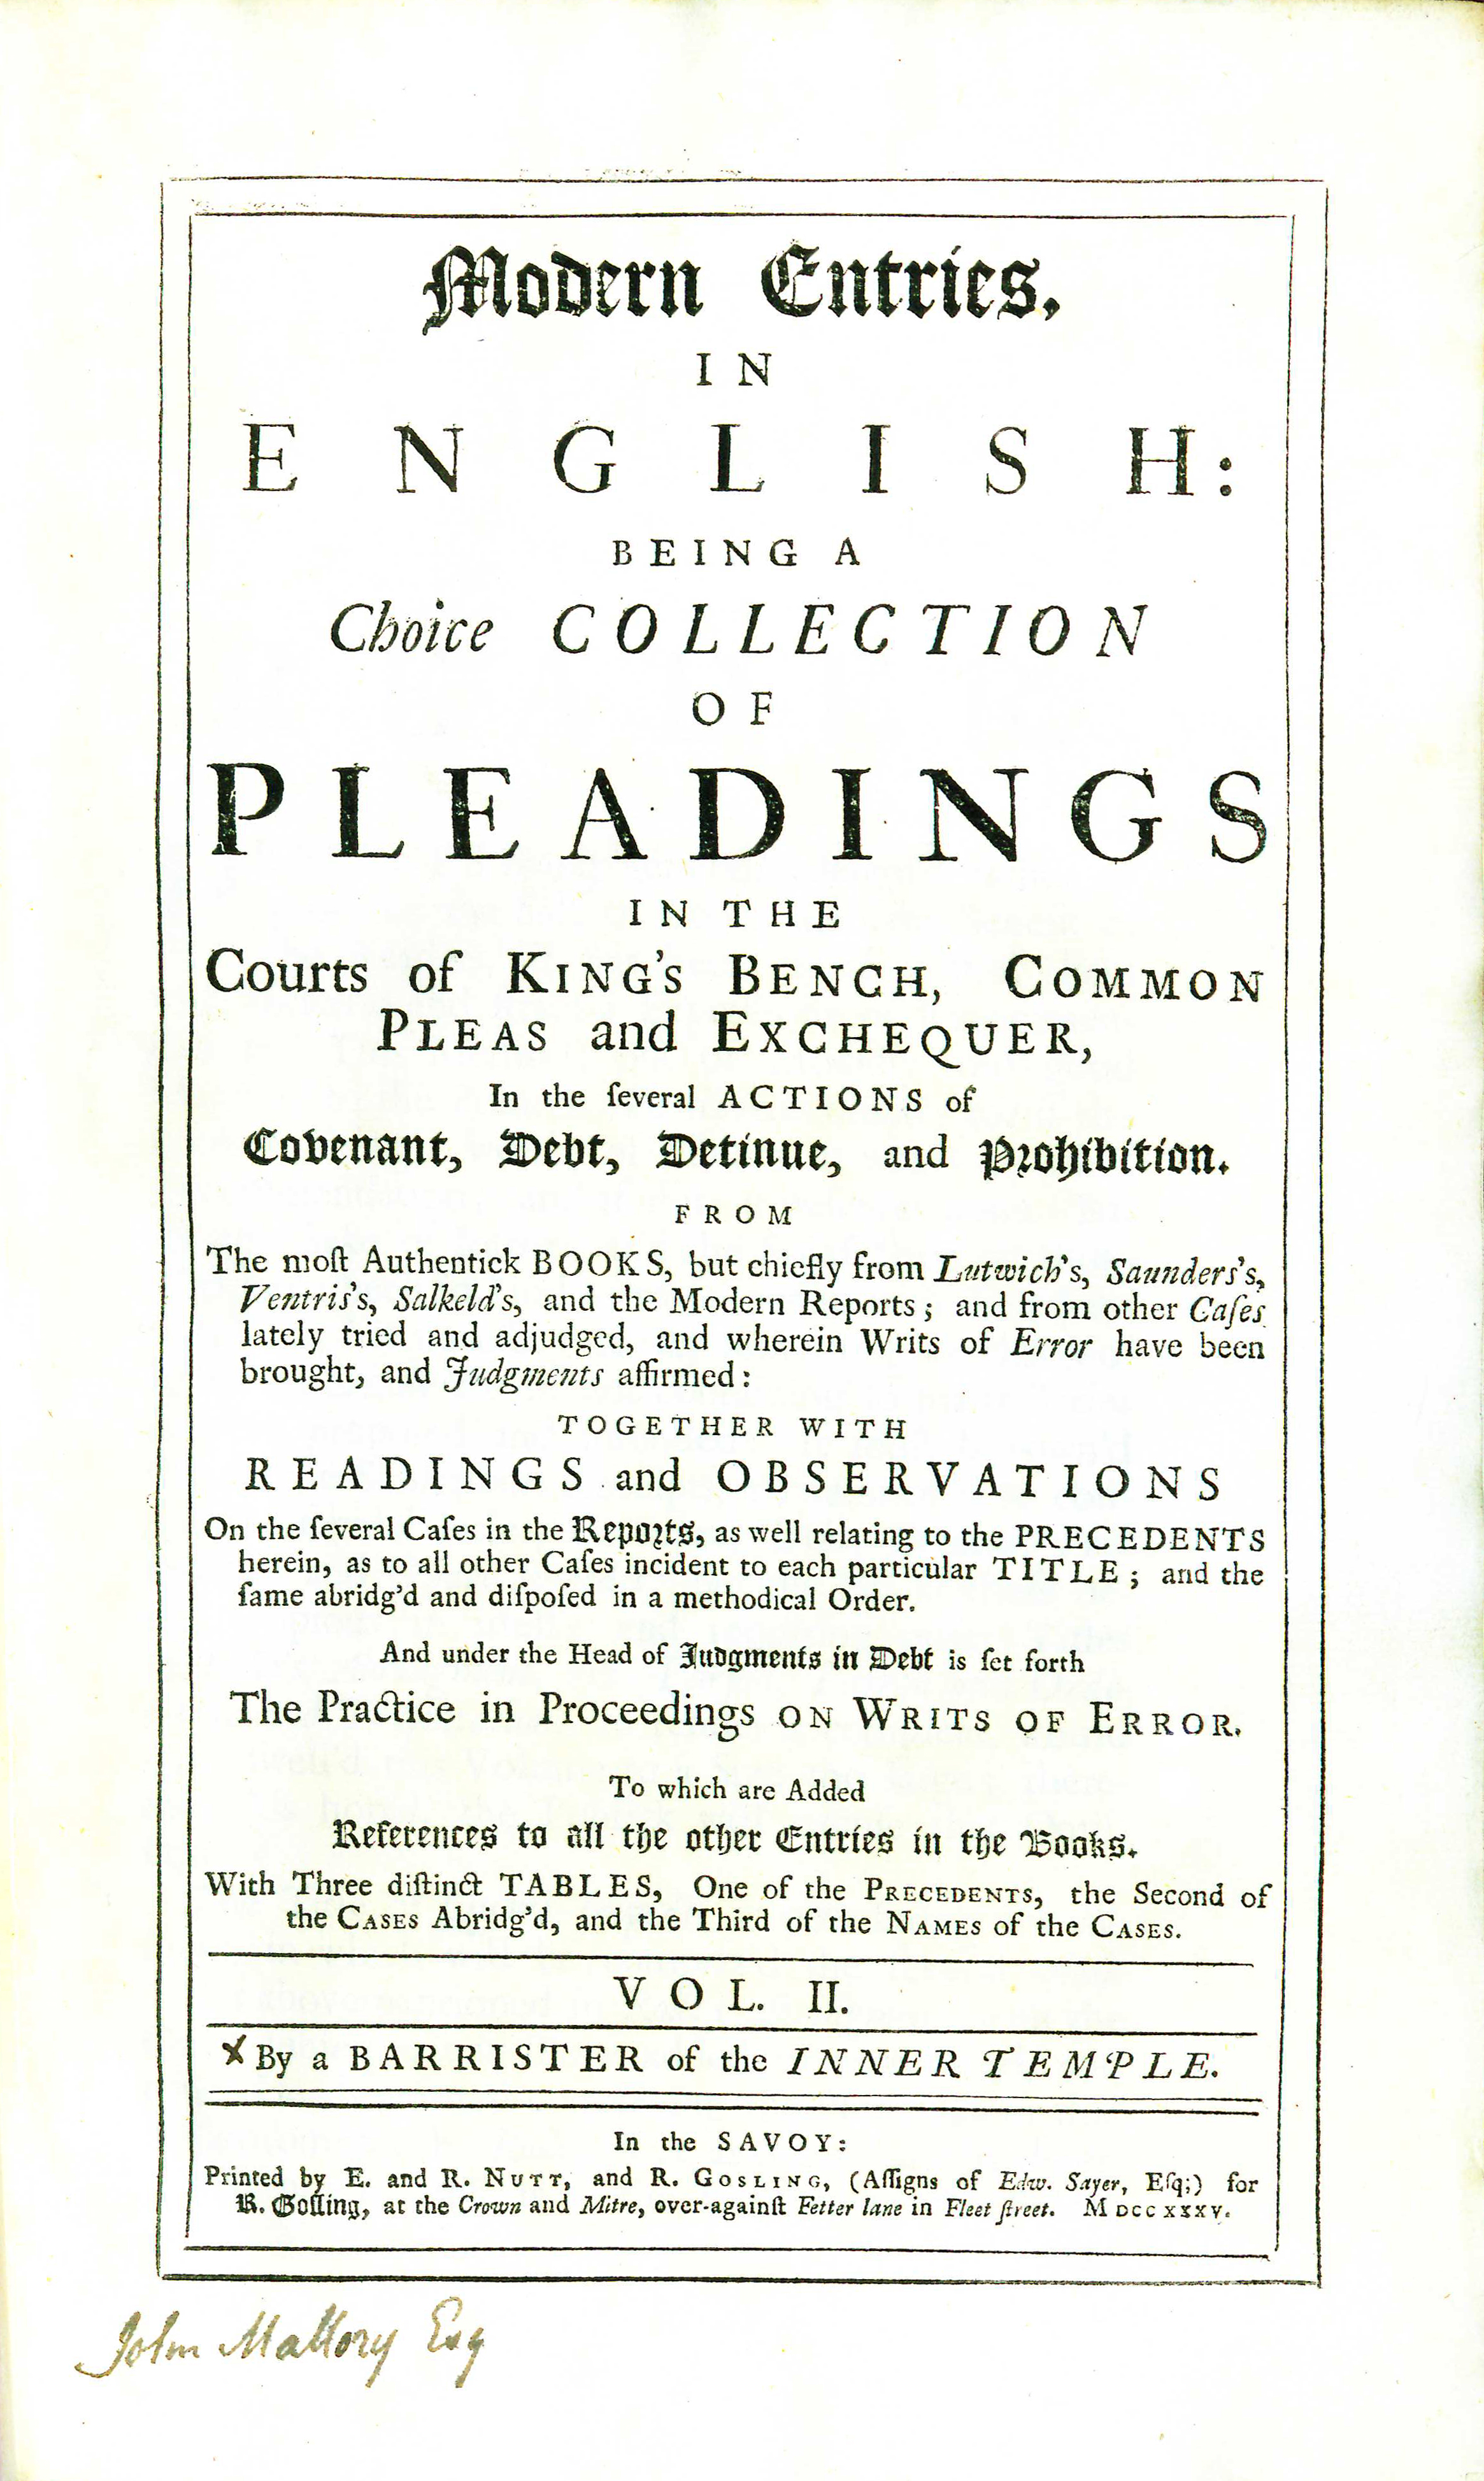 Modern Entries,
IN
ENGLISH:
BEING A
Choice COLLECTION
OF
PLEADINGS
IN THE
Courts of KING's BENCH, COMMON
PLEAS and EXCHEQUER,
In the ſeveral ACTIONS of
Covenant, Debt, Detinue, and Prohibition.
FROM
The moſt Authentick BOOKS, but chiefly from Lutwich's, Saunders's,
Ventris's, Salkeld's, and the Modern Reports; and from other Caſes
lately tried and adjudged, and wherein Writs of Error have been
brought, and Judgments affirmed:
TOGETHER WITH
READINGS and OBSERVATIONS
On the ſeveral Caſes in the Reports, as well relating to the PRECEDENTS
herein, as to all other Caſes incident to each particular TITLE; and the
ſame abridg'd and diſpoſed in a methodical Order.
And under the Head of Judgments in Debt is ſet forth
The Practice in Proceedings ON WRITS OF ERROR.
To which are Added
References to all the other Entries in the Books.
With Three diſtinct TABLES, One of the PRECEDENTS, the Second of
the CASES Abridg'd, and the Third of the NAMES of the CASES.
VOL. II.
x By a BARRISTER of the INNER TEMPLE.
In the SAVOY:
Printed by E. and R. NUTT, and R. GOSLING, (Aſſigns of Edw. Sayer, Eſq;) for
R. Goſling, at the Crown and Mitre, over-againſt Fetter lane in Fleet ſtreet. MDCCXXXV.
John Mallory Esq